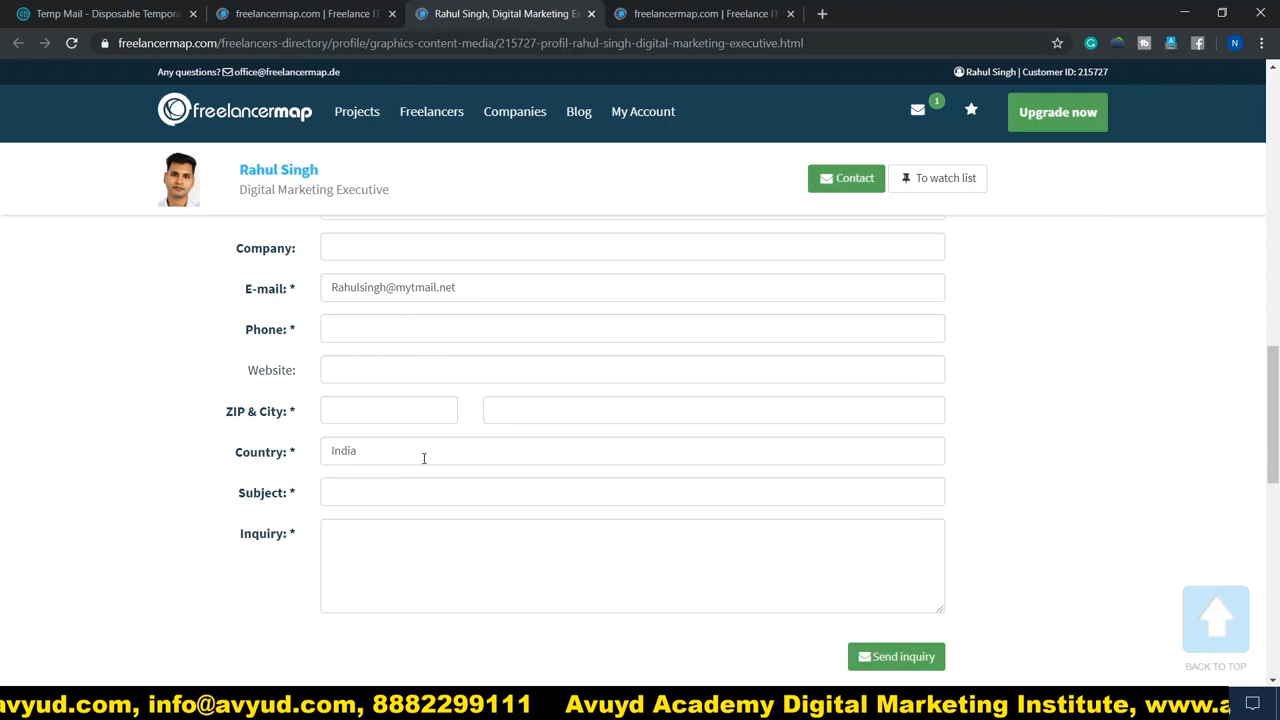 Temp Mail - Disposable Tempora
freelancermap.com | Freelance IT
Rahul Singh, Digital Marketing Ex
freelancermap.com | Freelance IT
freelancermap.com/freelancers-directory/profile/graphics-content-media/215727-profil-rahul-singh-digital-marketing-executive.html
N
Any questions? office@freelancermap.de
Rahul Singh | Customer ID: 215727
freelancermap
Projects
Freelancers
Companies
Blog
My Account
1
Upgrade now
Rahul Singh
Digital Marketing Executive
Contact
To watch list
Company:
E-mail: *
Rahulsingh@mytmail.net
Phone: *
Website:
ZIP & City: *
Country: *
India
Subject: *
Inquiry: *
Send inquiry
BACK TO TOP
avyud.com, info@avyud.com, 8882299111 Avuyd Academy Digital Marketing Institute, www.a